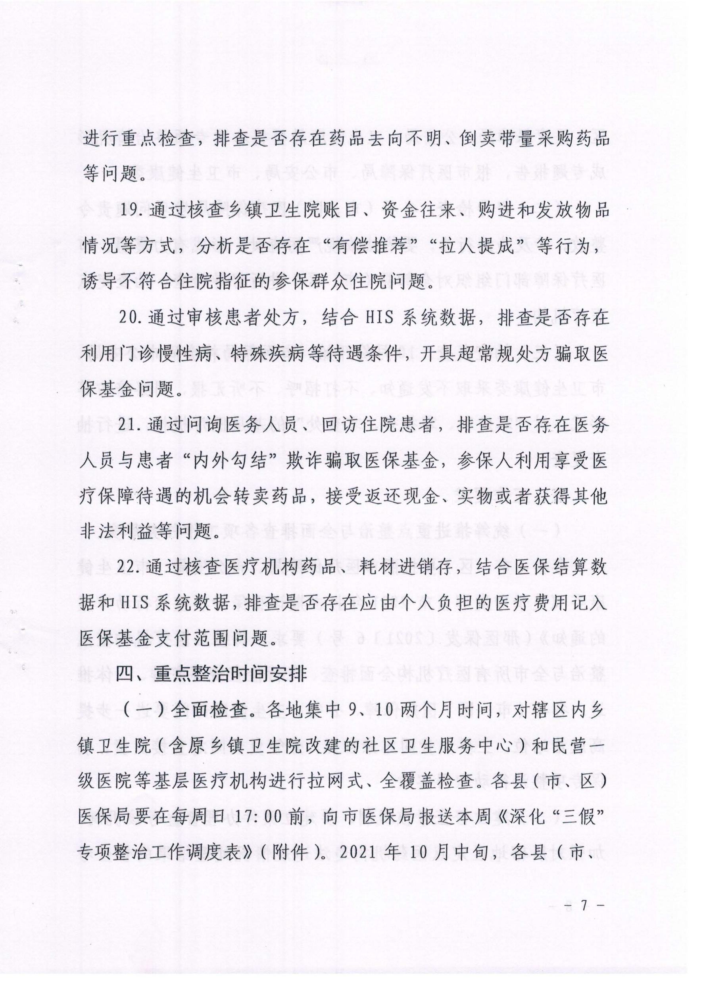 进行重点检查，排查是否存在药品去向不明、倒卖带量采购药品
等问题。
19.通过核查乡镇卫生院账目、资金往来、购进和发放物品
情况等方式，分析是否存在“有偿推荐”“拉人提成”等行为，
诱导不符合住院指征的参保群众住院问题。
20.通过审核患者处方，结合 HIS 系统数据，排查是否存在
利用门诊慢性病、特殊疾病等待遇条件，开具超常规处方骗取医
保基金问题。
21.通过问询医务人员、回访住院患者，排查是否存在医务
人员与患者“内外勾结”欺诈骗取医保基金，参保人利用享受医
疗保障待遇的机会转卖药品，接受返还现金、实物或者获得其他
非法利益等问题。
22.通过核查医疗机构药品、耗材进销存，结合医保结算数
据和 HIS 系统数据，排查是否存在应由个人负担的医疗费用记入
医保基金支付范围问题。
四、重点整治时间安排
（一）全面检查。各地集中 9、10 两个月时间，对辖区内乡
镇卫生院（含原乡镇卫生院改建的社区卫生服务中心）和民营一
级医院等基层医疗机构进行拉网式、全覆盖检查。各县（市、区）
医保局要在每周日 17:00 前，向市医保局报送本周《深化“三假”
专项整治工作调度表》（附件）。2021 年 10 月中旬，各县（市、
- 7 -